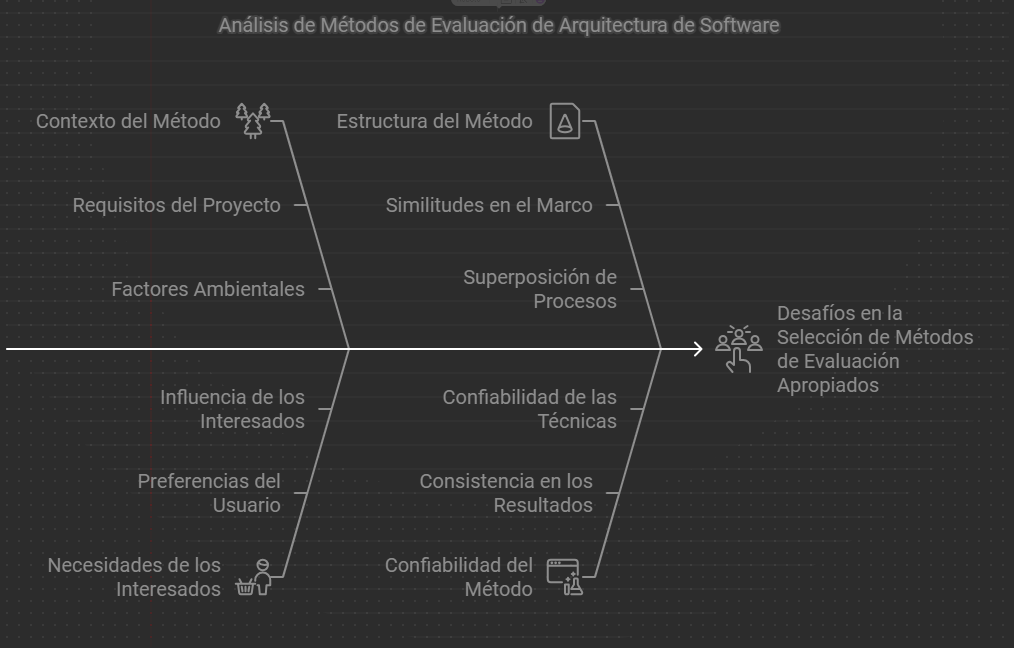 Análisis de Métodos de Evaluación de Arquitectura de Software
Contexto del Método
Estructura del Método
Requisitos del Proyecto
Similitudes en el Marco
Factores Ambientales
Superposición de
Procesos
Desafíos en la
Selección de Métodos
de Evaluación
Apropiados
Influencia de los
Interesados
Confiabilidad de las
Técnicas
Preferencias del
Usuario
Consistencia en los
Resultados
Necesidades de los
Interesados
Confiabilidad del
Método